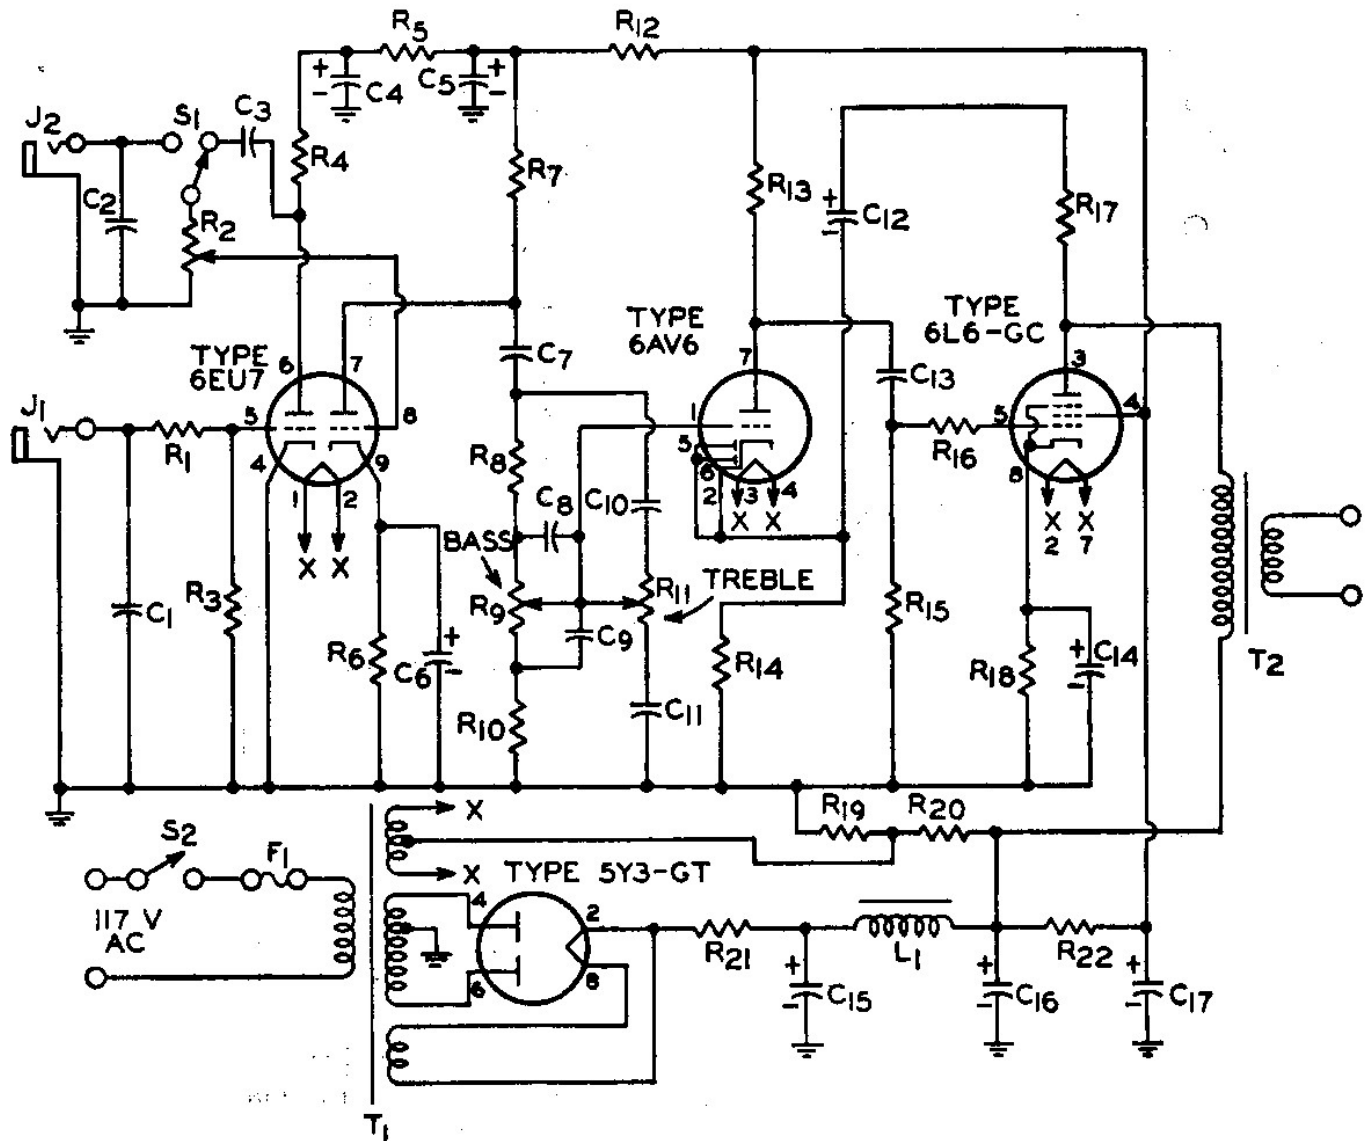 R5
R12
+
-
C4
C5
+
-
J2
S1
C3
R4
R7
R13
+
-
C12
R17
C2
R2
TYPE
6EU7
6
7
C7
TYPE
6AV6
7
TYPE
6L6-GC
3
C13
J1
5
8
1
5
4
R1
4
9
R8
5
6
R16
8
1
2
C8
C10
2
3
4
X
X
X
X
X
X
2
7
BASS
R3
C1
R9
R11
TREBLE
R15
C9
R6
C6
+
-
R14
R18
+
-
C14
T2
R10
C11
X
R19
R20
S2
F1
X
TYPE 5Y3-GT
117 V
AC
4
2
6
8
R21
L1
R22
+
-
C15
+
-
C16
+
-
C17
T1